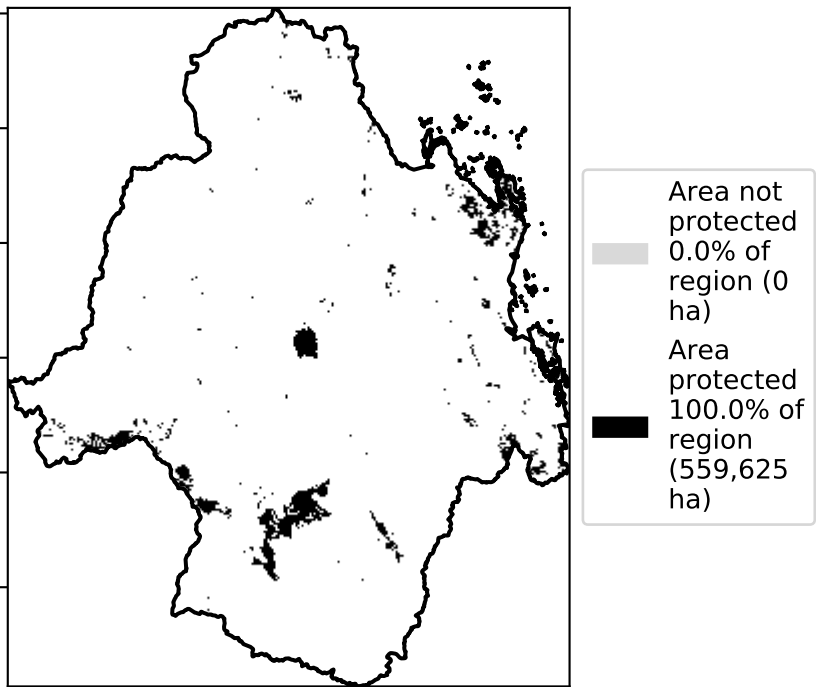 Area not
protected
0.0% of
region (0
ha)
Area
protected
100.0% of
region
(559,625
ha)